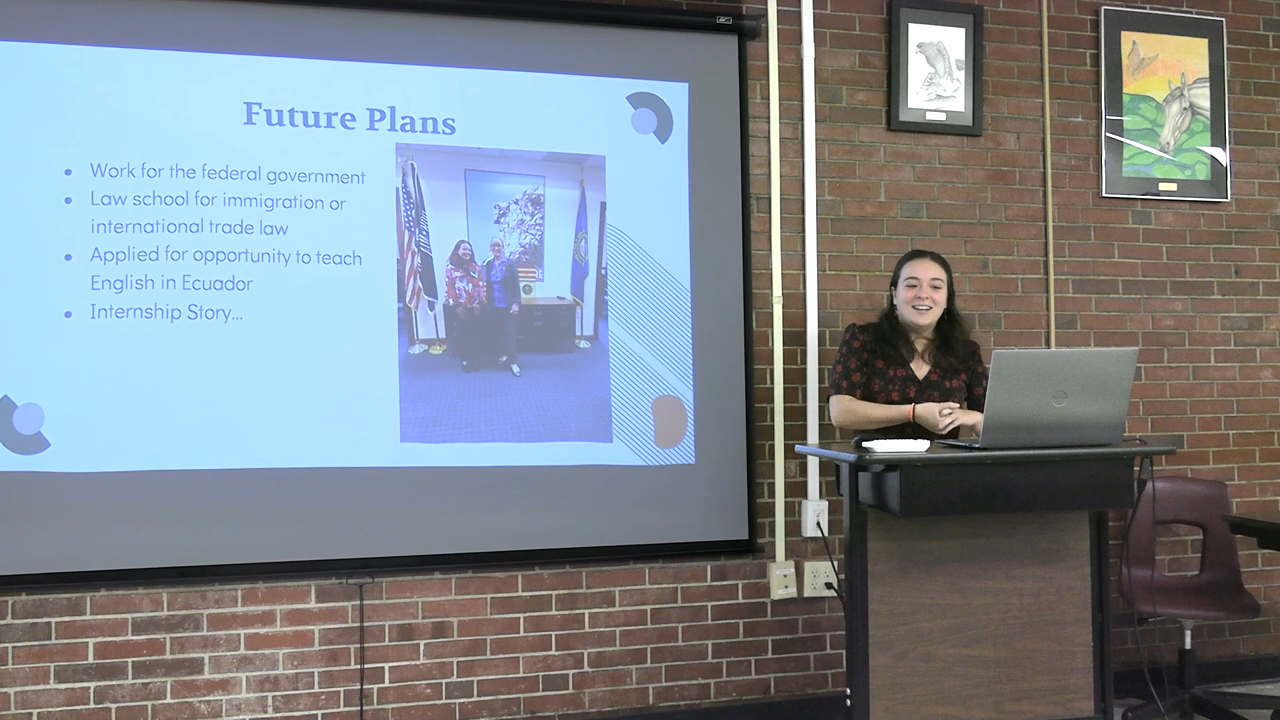 Future Plans
Work for the federal government
Law school for immigration or
international trade law
Applied for opportunity to teach
English in Ecuador
Internship Story...